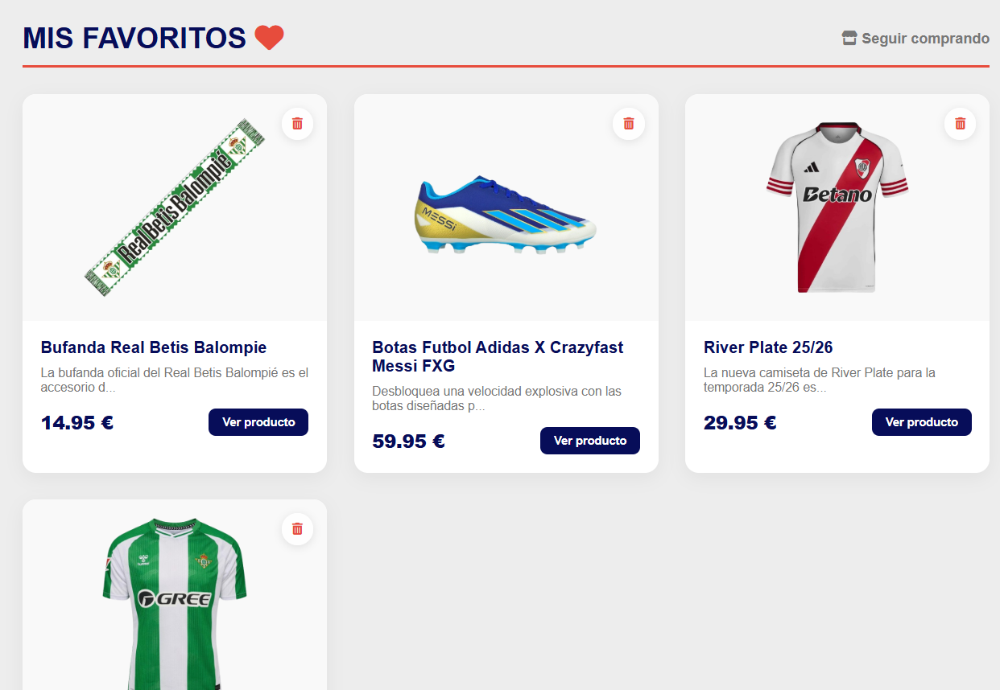 MIS FAVORITOS
Seguir comprando
Real Betis Balompié
MESSi
Betano
Bufanda Real Betis Balompie
La bufanda oficial del Real Betis Balompié es el
accesorio d...
14.95 €
Ver producto
Botas Futbol Adidas X Crazyfast
Messi FXG
Desbloquea una velocidad explosiva con las
botas diseñadas p...
59.95 €
Ver producto
River Plate 25/26
La nueva camiseta de River Plate para la
temporada 25/26 es...
29.95 €
Ver producto
GREE